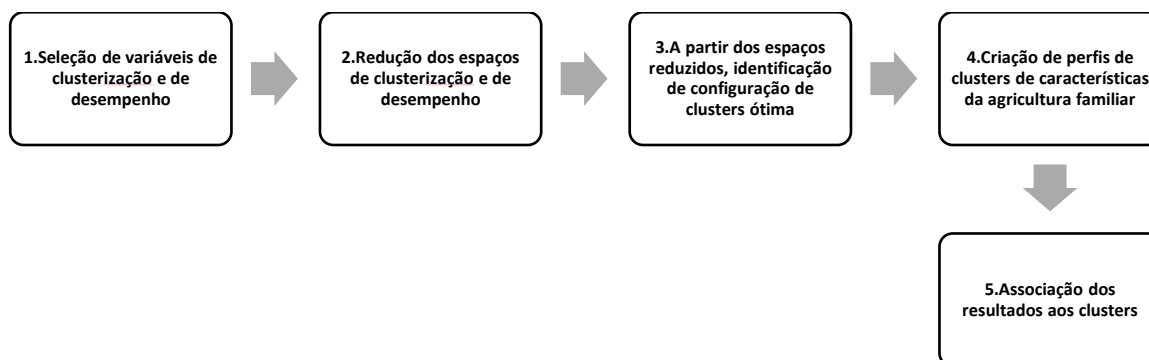 1.Seleção de variáveis de
clusterização e de
desempenho
2.Redução dos espaços
de clusterização e de
desempenho
3.A partir dos espaços
reduzidos, identificação
de configuração de
clusters ótima
4.Criação de perfis de
clusters de características
da agricultura familiar
5.Associação dos
resultados aos clusters